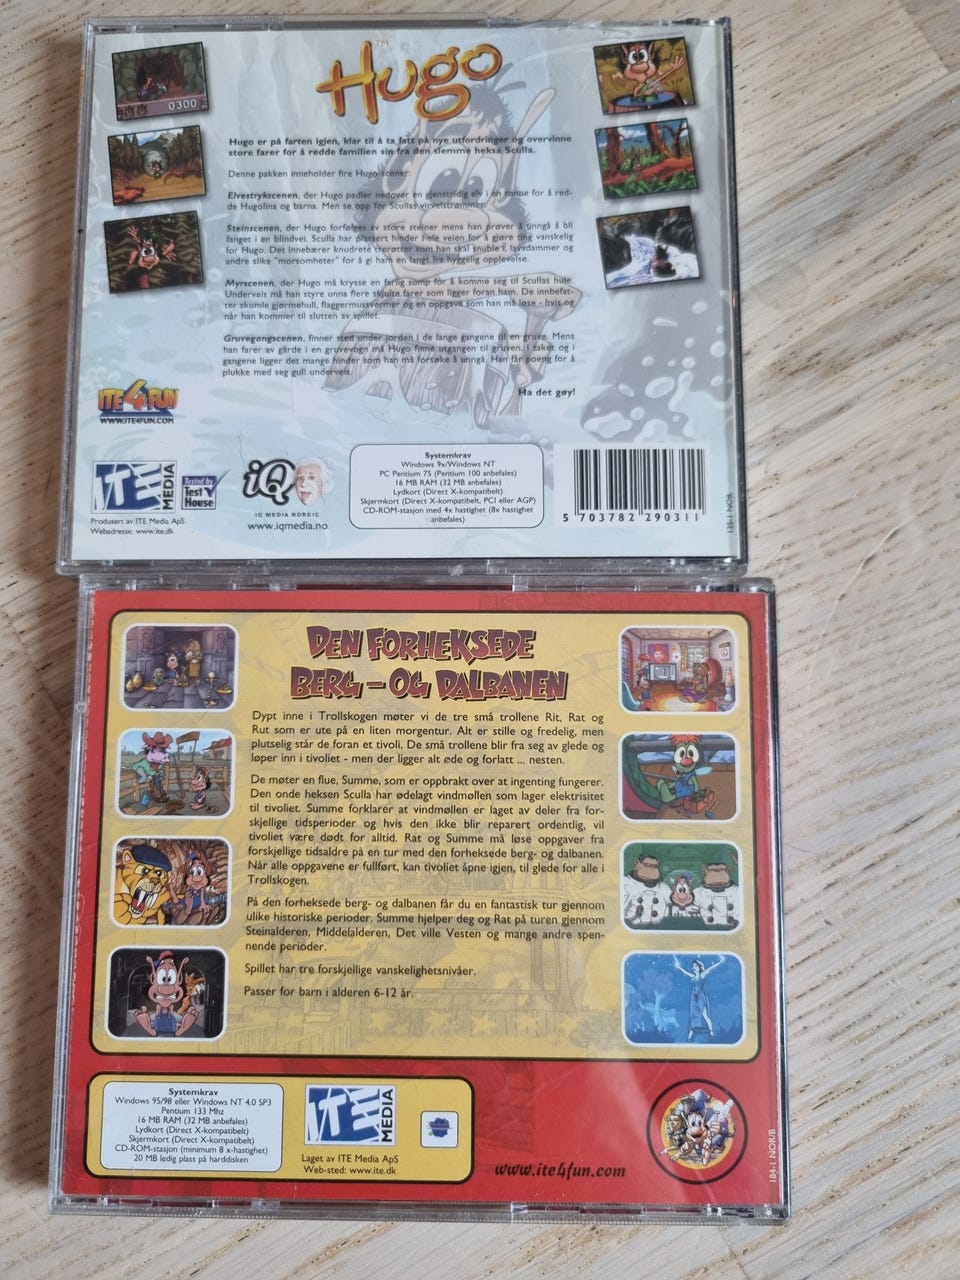 Hugo™
0300
Hugo er på farten igjen, klar til å ta fatt på nye utfordringer og overvinne
store farer for å redde familien sin fra den slemme heksa Sculla.
Denne pakken inneholder fire Hugo-scener:
Elvestrykscenen, der Hugo padler nedover en gjenstridig elv i en tønne for å red-
de Hugolina og barna. Men se opp for Scullas virvelstrømmer.
Steinscenen, der Hugo forfølges av store steiner mens han prøver å unngå å bli
fanget i en blindvei. Sculla har plassert hinder hele veien for å gjøre ting vanskelig
for Hugo. Det innebærer knudrete trerøtter som han skal snuble i, lavadammer og
andre slike "morsomheter" for å gi ham en langt fra hyggelig opplevelse.
Myrscenen, der Hugo må krysse en farlig sump for å komme seg til Scullas hule.
Underveis må han styre unna flere skjulte farer som ligger foran ham. De innbefat-
ter skumle gjørmehull, flaggermussvermer og en oppgave som han må løse - hvis og
når han kommer til slutten av spillet.
Gruvegangscenen, finner sted under jorden i de lange gangene til en gruve. Mens
han farer av gårde i en gruvevogn må Hugo finne utgangen til gruven. I taket og i
gangene ligger det mange hinder som han må forsøke å unngå. Han får poeng for å
plukke med seg gull underveis.
Ha det gøy!
ITE 4 FUN
WWW.ITE4FUN.COM
ITE MEDIA
Tested by
Test
House
Produsert av ITE Media ApS
Webadresse: www.ite.dk
iQ
IQ MEDIA NORDIC
www.iqmedia.no
Systemkrav
Windows 9x/Windows NT
PC Pentium 75 (Pentium 100 anbefales)
16 MB RAM (32 MB anbefales)
Lydkort (Direct X-kompatibelt)
Skjermkort (Direct X-kompatibelt, PCI eller AGP)
CD-ROM-stasjon med 4x hastighet (8x hastighet
anbefales)
5 703782 290311
135-1 NOR
DEN FORHEKSEDE
BERG – OG DALBANEN
Dypt inne i Trollskogen møter vi de tre små trollene Rit, Rat og
Rut som er ute på en liten morgentur. Alt er stille og fredelig, men
plutselig står de foran et tivoli. De små trollene blir fra seg av glede og
løper inn i tivoliet - men der ligger alt øde og forlatt ... nesten.
De møter en flue, Summe, som er oppbrakt over at ingenting fungerer.
Den onde heksen Sculla har ødelagt vindmøllen som lager elektrisitet
til tivoliet. Summe forklarer at vindmøllen er laget av deler fra for-
skjellige tidsperioder og hvis den ikke blir reparert ordentlig, vil
tivoliet være dødt for alltid. Rat og Summe må løse oppgaver fra
forskjellige tidsaldre på en tur med den forheksede berg- og dalbanen.
Når alle oppgavene er fullført, kan tivoliet åpne igjen, til glede for alle i
Trollskogen.
På den forheksede berg- og dalbanen får du en fantastisk tur gjennom
ulike historiske perioder. Summe hjelper deg og Rat på turen gjennom
Steinalderen, Middelalderen, Det ville Vesten og mange andre spen-
nende perioder.
Spillet har tre forskjellige vanskelighetsnivåer.
Passer for barn i alderen 6-12 år.
Systemkrav
Windows 95/98 eller Windows NT 4.0 SP3
Pentium 133 Mhz
16 MB RAM (32 MB anbefales)
Lydkort (Direct X-kompatibelt)
Skjermkort (Direct X-kompatibelt)
CD-ROM-stasjon (minimum 8 x-hastighet)
20 MB ledig plass på harddisken
ITE MEDIA
Laget av ITE Media ApS
Web-sted: www.ite.dk
www.ite4fun.com
184-1 NOR/B